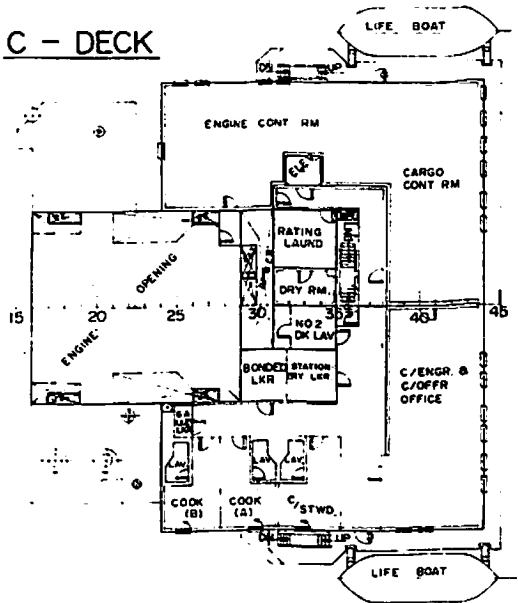 C - DECK
LIFE BOAT
DN
UP
ENGINE CONT RM
ELE.
CARGO
CONT RM
RATING
LAUND
DRY RM.
OPENING
15
20
25
30
35
40
45
NO 2
DK LAV
ENGINE
BONDED
LKR
STATION
RY LKR
C/ENGR. &
C/OFFR
OFFICE
LAV
LAV
LAV
COOK
(B)
COOK
(A)
C/STWD.
DN
UP
LIFE BOAT